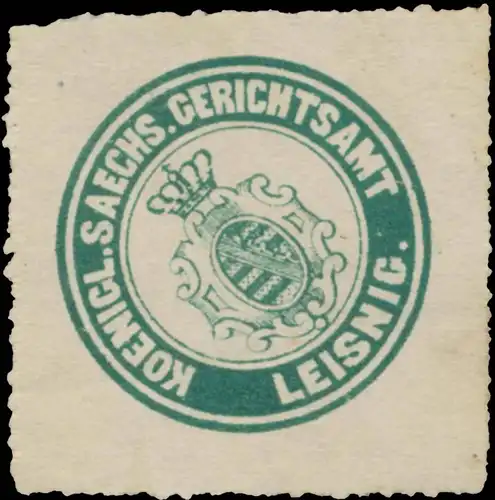 KOENIGL. SAECHS. GERICHTSAMT
LEISNIG.